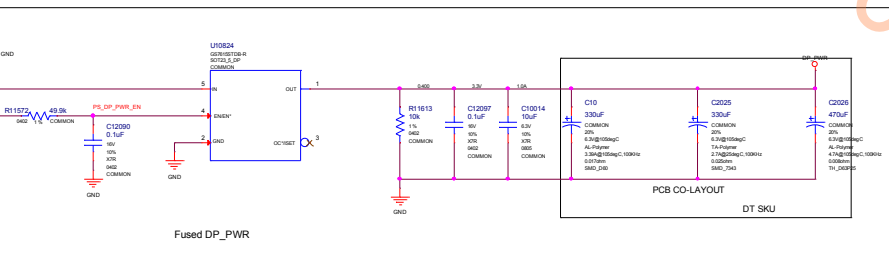 GND
R11572
49.9k
0402
1%
COMMON
PS_DP_PWR_EN
C12090
0.1uF
16V
10%
X7R
0402
COMMON
GND
U10824
SOT23_5_DP
COMMON
5
IN
OUT
1
4
EN/EN*
2
GND
OC*/ISET
3
GND
Fused DP_PWR
0.400
3.3V
1.0A
R11613
10k
1%
0402
COMMON
C12097
0.1uF
16V
10%
X7R
0402
COMMON
C10014
10uF
6.3V
10%
X7R
0805
COMMON
GND
DP_PWR
C10
330uF
COMMON
20%
6.3V@105degC
AL-Polymer
3.39A@105degC,100KHz
0.017ohm
SMD_D80
C2025
330uF
COMMON
20%
6.3V@105degC
TA-Polymer
2.7A@25degC,100KHz
0.025ohm
SMD_7343
C2026
470uF
COMMON
20%
6.3V@105degC
AL-Polymer
4.7A@105degC,100KHz
0.008ohm
PCB CO-LAYOUT
DT SKU